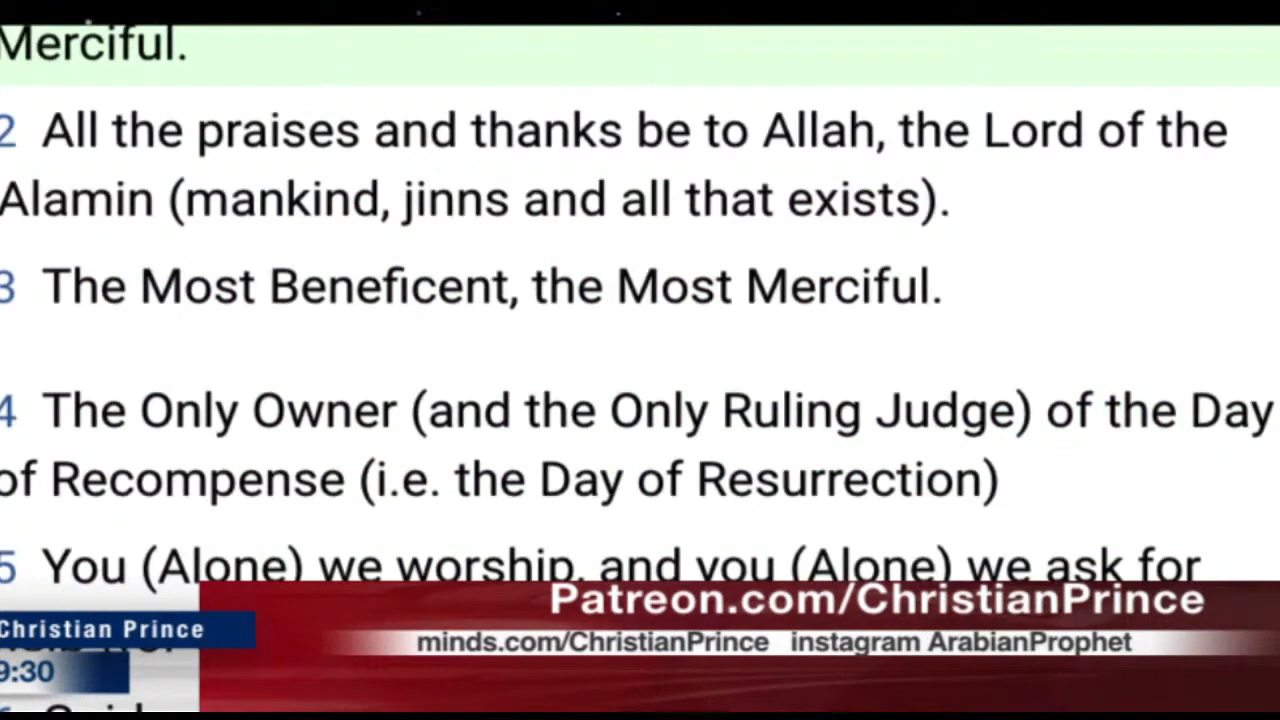 Merciful.
2 All the praises and thanks be to Allah, the Lord of the
Alamin (mankind, jinns and all that exists).
3 The Most Beneficent, the Most Merciful.
4 The Only Owner (and the Only Ruling Judge) of the Day
of Recompense (i.e. the Day of Resurrection)
5 You (Alone) we worship, and you (Alone) we ask for
Patreon.com/ChristianPrince
Christian Prince
minds.com/ChristianPrince instagram ArabianProphet
9:30